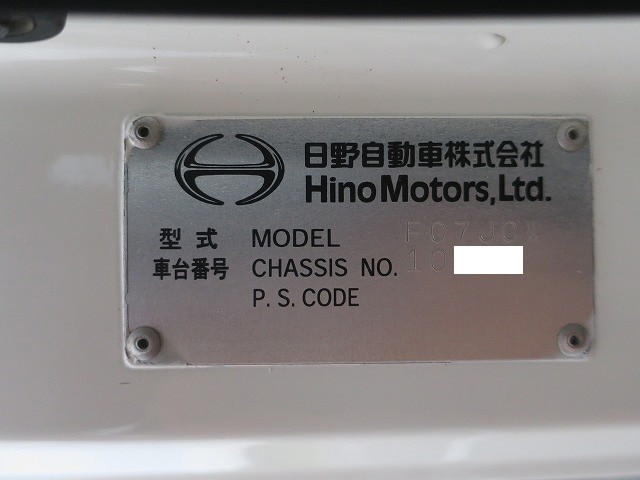 日野自動車株式会社
Hino Motors, Ltd.
型式 MODEL FC7JCX
車台番号 CHASSIS NO. 10
P. S. CODE